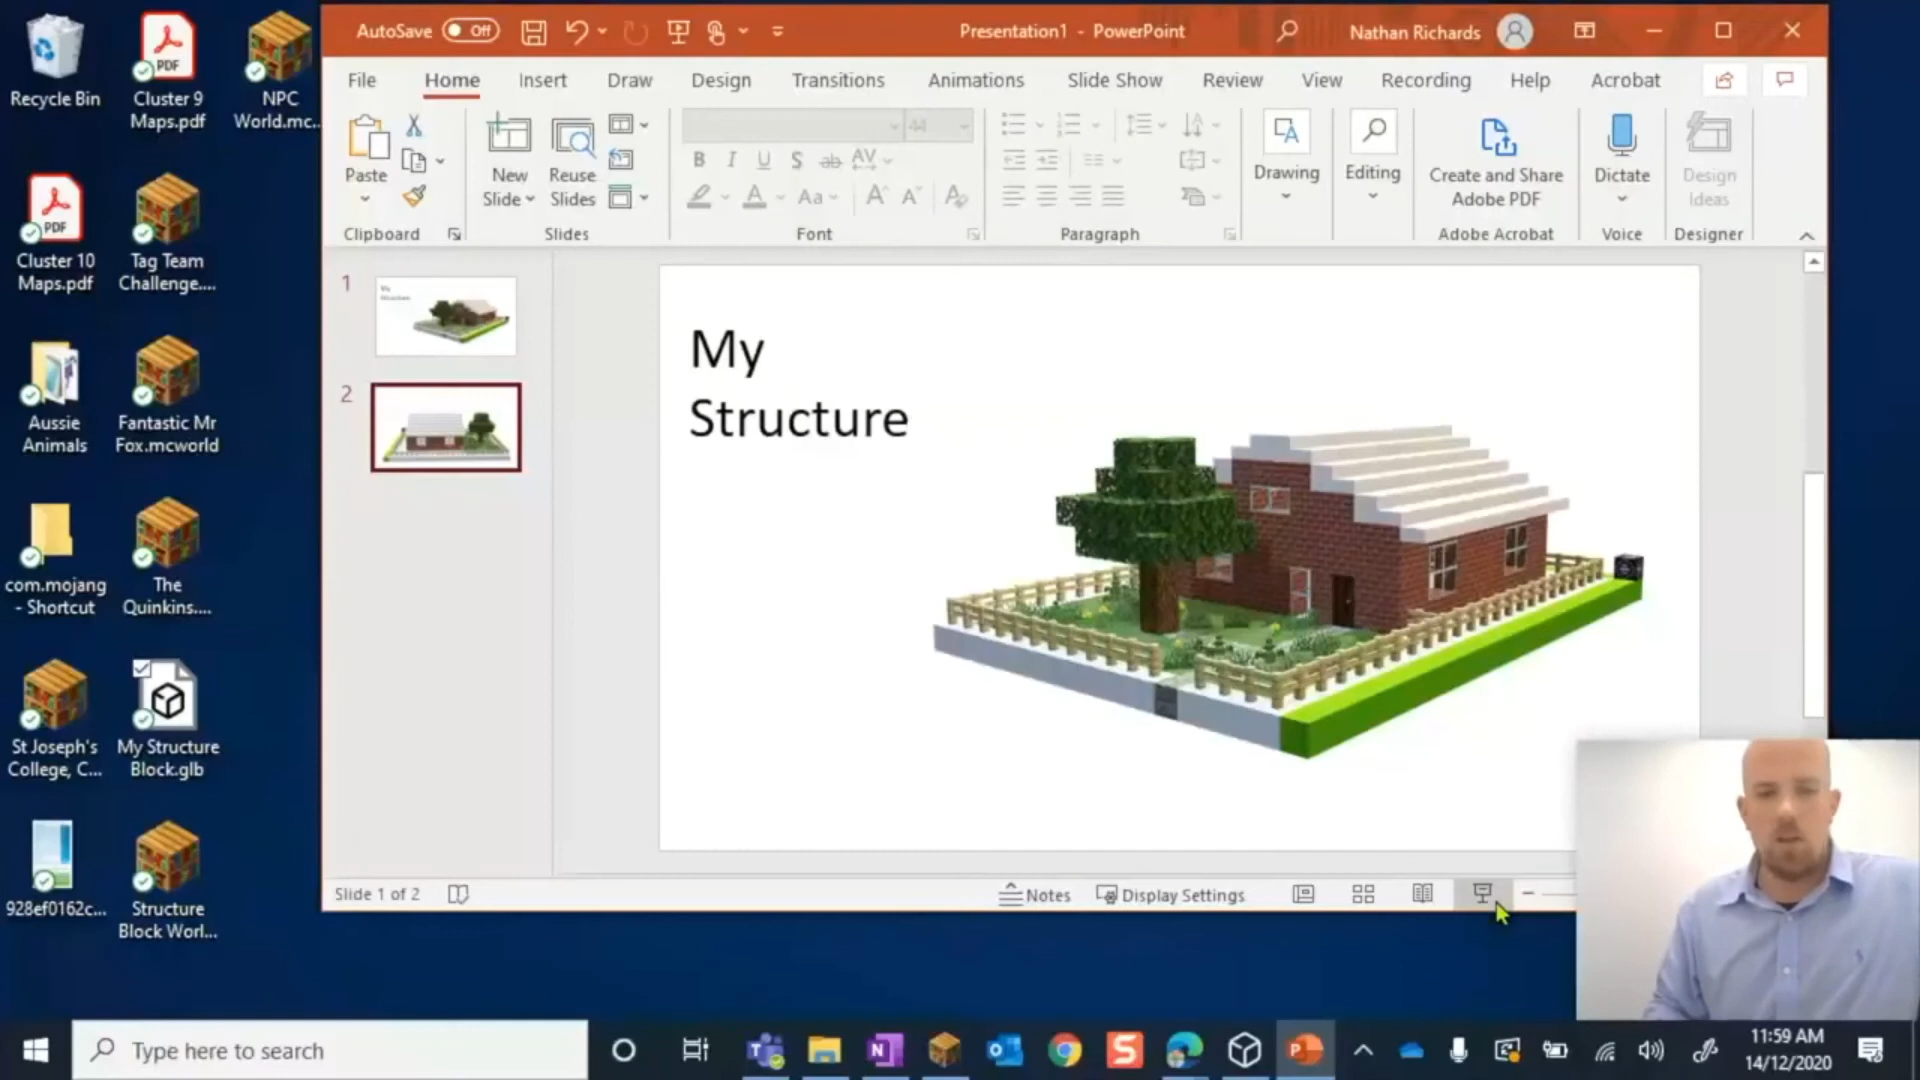 Recycle Bin
Cluster 9
Maps.pdf
NPC
World.mc...
Cluster 10
Maps.pdf
Tag Team
Challenge....
Aussie
Animals
Fantastic Mr
Fox.mcworld
com.mojang
- Shortcut
The
Quinkins....
St Joseph's
College, C...
My Structure
Block.glb
928ef0162c...
Structure
Block Worl...
AutoSave Off
Presentation1 - PowerPoint
Nathan Richards
File Home Insert Draw Design Transitions Animations Slide Show Review View Recording Help Acrobat
Paste
New
Slide
Reuse
Slides
44
Drawing
Editing
Create and Share
Adobe PDF
Dictate
Design
Ideas
Clipboard Slides Font Paragraph Adobe Acrobat Voice Designer
1
My
Structure
2
My
Structure
Slide 1 of 2 Notes Display Settings
Type here to search
11:59 AM
14/12/2020